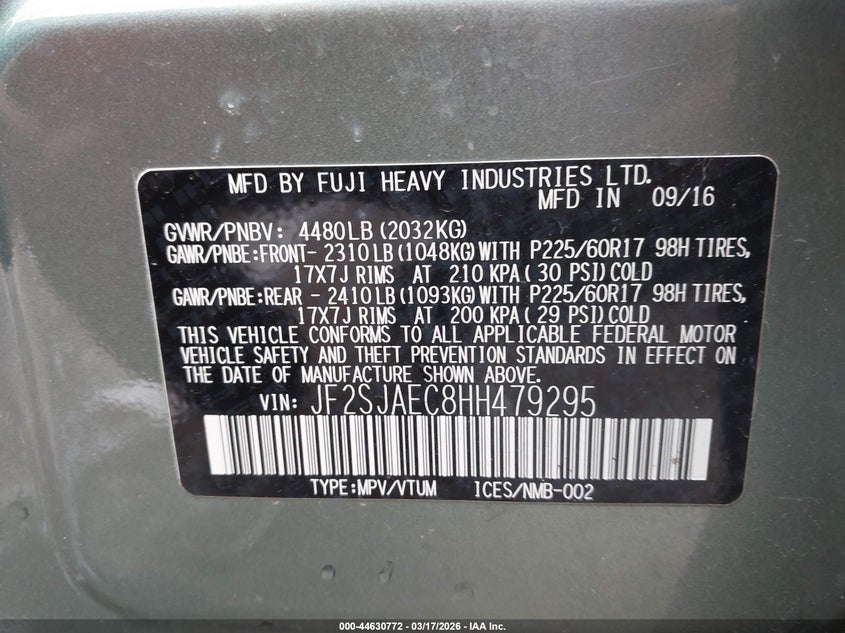 MFD BY FUJI HEAVY INDUSTRIES LTD.
MFD IN 09/16
GVWR/PNBV: 4480LB (2032KG)
GAWR/PNBE:FRONT- 2310LB (1048KG) WITH P225/60R17 98H TIRES,
17X7J RIMS AT 210 KPA ( 30 PSI) COLD
GAWR/PNBE:REAR - 2410LB (1093KG) WITH P225/60R17 98H TIRES,
17X7J RIMS AT 200 KPA ( 29 PSI) COLD
THIS VEHICLE CONFORMS TO ALL APPLICABLE FEDERAL MOTOR
VEHICLE SAFETY AND THEFT PREVENTION STANDARDS IN EFFECT ON
THE DATE OF MANUFACTURE SHOWN ABOVE.
VIN: JF2SJAEC8HH479295
TYPE:MPV/VTUM ICES/NMB-002
000-44630772 - 03/17/2026 - IAA Inc.